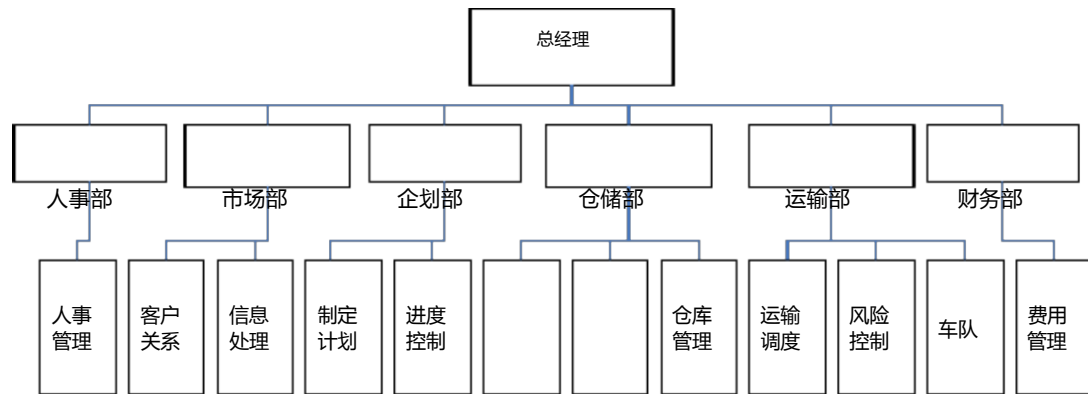 总经理
人事部
市场部
企划部
仓储部
运输部
财务部
人事
管理
客户
关系
信息
处理
制定
计划
进度
控制
仓库
管理
运输
调度
风险
控制
车队
费用
管理